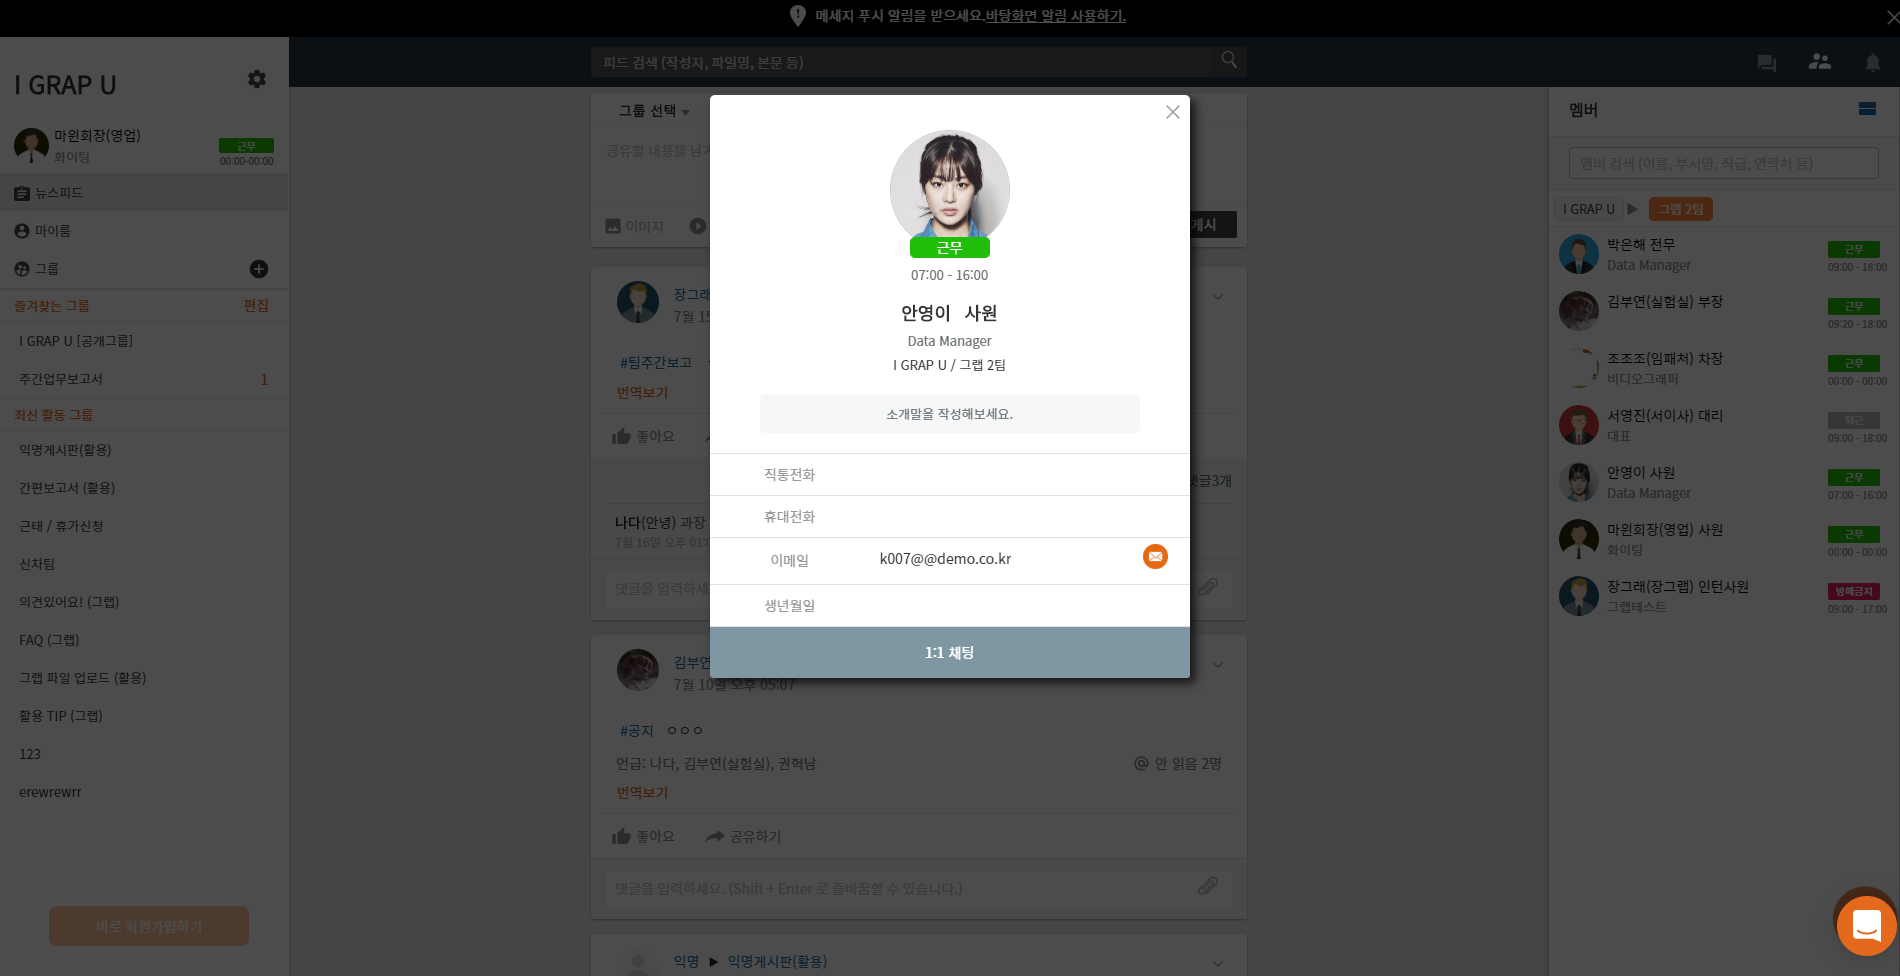 메세지 푸시 알림을 받으세요.바탕화면 알림 사용하기.
I GRAP U
피드 검색 (작성자, 파일명, 본문 등)
마윈회장(영업)
화이팅
근무
00:00-00:00
뉴스피드
마이룸
그룹
즐겨찾는 그룹
편집
I GRAP U [공개그룹]
주간업무보고서
1
최신 활동 그룹
익명게시판(활용)
간편보고서 (활용)
근태 / 휴가신청
신차팀
의견있어요! (그랩)
FAQ (그랩)
그랩 파일 업로드 (활용)
활용 TIP (그랩)
123
erewrewrr
바로 회원가입하기
그룹 선택
공유할 내용을 남기
이미지
게시
장그래
7월 15
#팀주간보고
번역보기
좋아요
댓글3개
나다(안녕) 과장
7월 16일 오후 01:0
댓글을 입력하세
김부연
7월 10일 오후 05:07
#공지 ㅇㅇㅇ
언급: 나다, 김부연(실험실), 권혁남
@ 안 읽음 2명
번역보기
좋아요
공유하기
댓글을 입력하세요. (Shift + Enter 로 줄바꿈할 수 있습니다.)
익명 ▶ 익명게시판(활용)
근무
07:00 - 16:00
안영이 사원
Data Manager
I GRAP U / 그랩 2팀
소개말을 작성해보세요.
직통전화
휴대전화
이메일
k007@@demo.co.kr
생년월일
1:1 채팅
멤버
멤버 검색 (이름, 부서명, 직급, 연락처 등)
I GRAP U ▶ 그랩 2팀
박은해 전무
Data Manager
근무
09:00 - 18:00
김부연(실험실) 부장
근무
09:20 - 18:00
조조조(임패처) 차장
비디오그래퍼
근무
00:00 - 00:00
서영진(서이사) 대리
대표
퇴근
09:00 - 18:00
안영이 사원
Data Manager
근무
07:00 - 16:00
마윈회장(영업) 사원
화이팅
근무
00:00 - 00:00
장그래(장그랩) 인턴사원
그랩테스트
방해금지
09:00 - 17:00